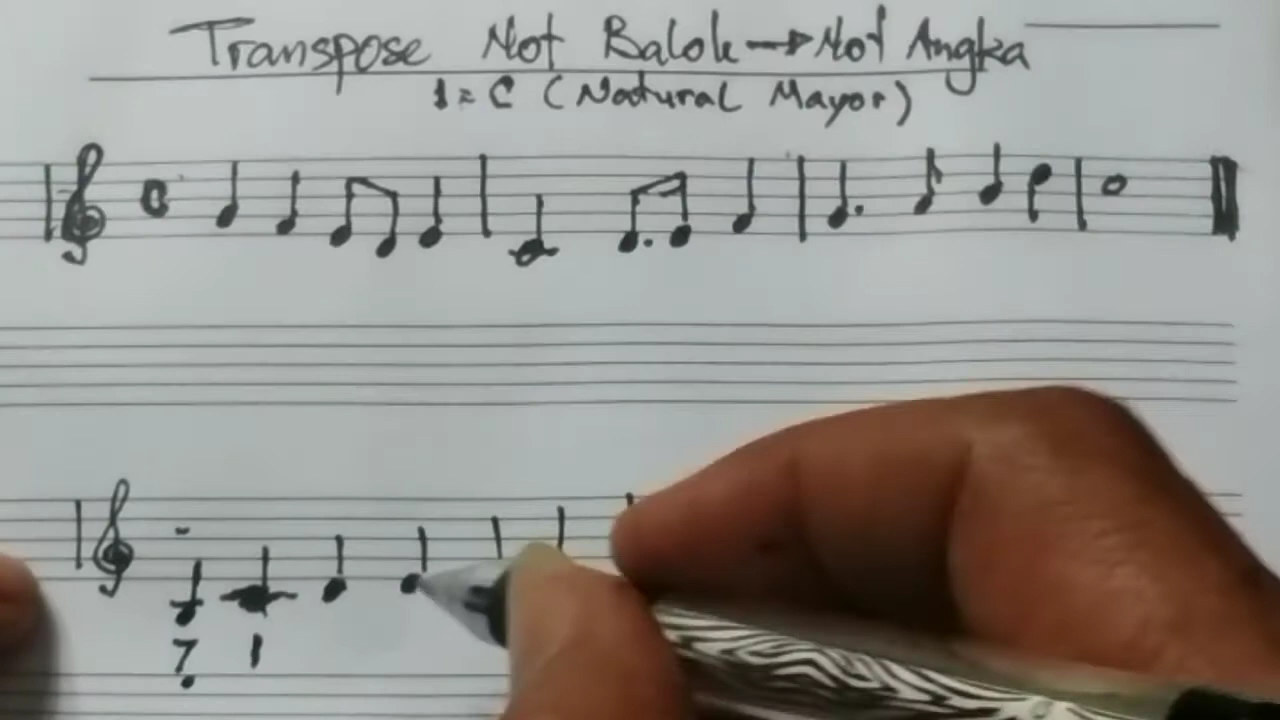 Transpose Not Balok → Not Angka
1 = C (Natural Mayor)
7 1